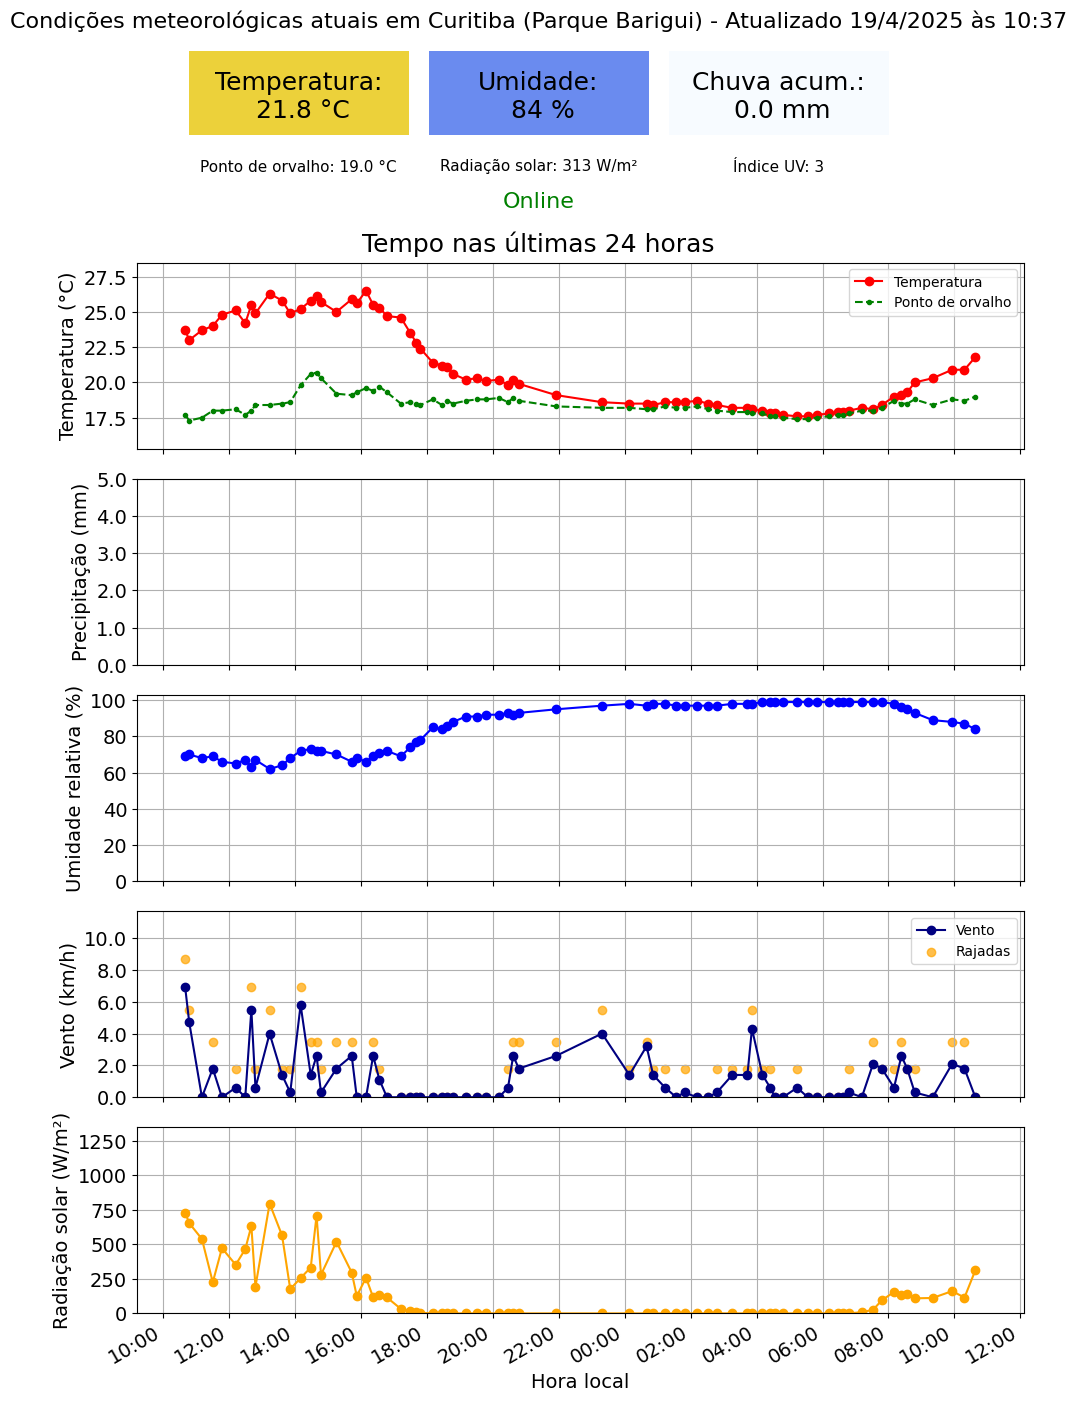 Condições meteorológicas atuais em Curitiba (Parque Barigui) - Atualizado 19/4/2025 às 10:37
Temperatura:
21.8 °C
Umidade:
84 %
Chuva acum.:
0.0 mm
Ponto de orvalho: 19.0 °C
Radiação solar: 313 W/m²
Índice UV: 3
Online
Tempo nas últimas 24 horas
Temperatura (°C)
27.5
25.0
22.5
20.0
17.5
Temperatura
Ponto de orvalho
Precipitação (mm)
5.0
4.0
3.0
2.0
1.0
0.0
Umidade relativa (%)
100
80
60
40
20
0
Vento (km/h)
10.0
8.0
6.0
4.0
2.0
0.0
Vento
Rajadas
Radiação solar (W/m²)
1250
1000
750
500
250
0
10:00
12:00
14:00
16:00
18:00
20:00
22:00
00:00
02:00
04:00
06:00
08:00
10:00
12:00
Hora local